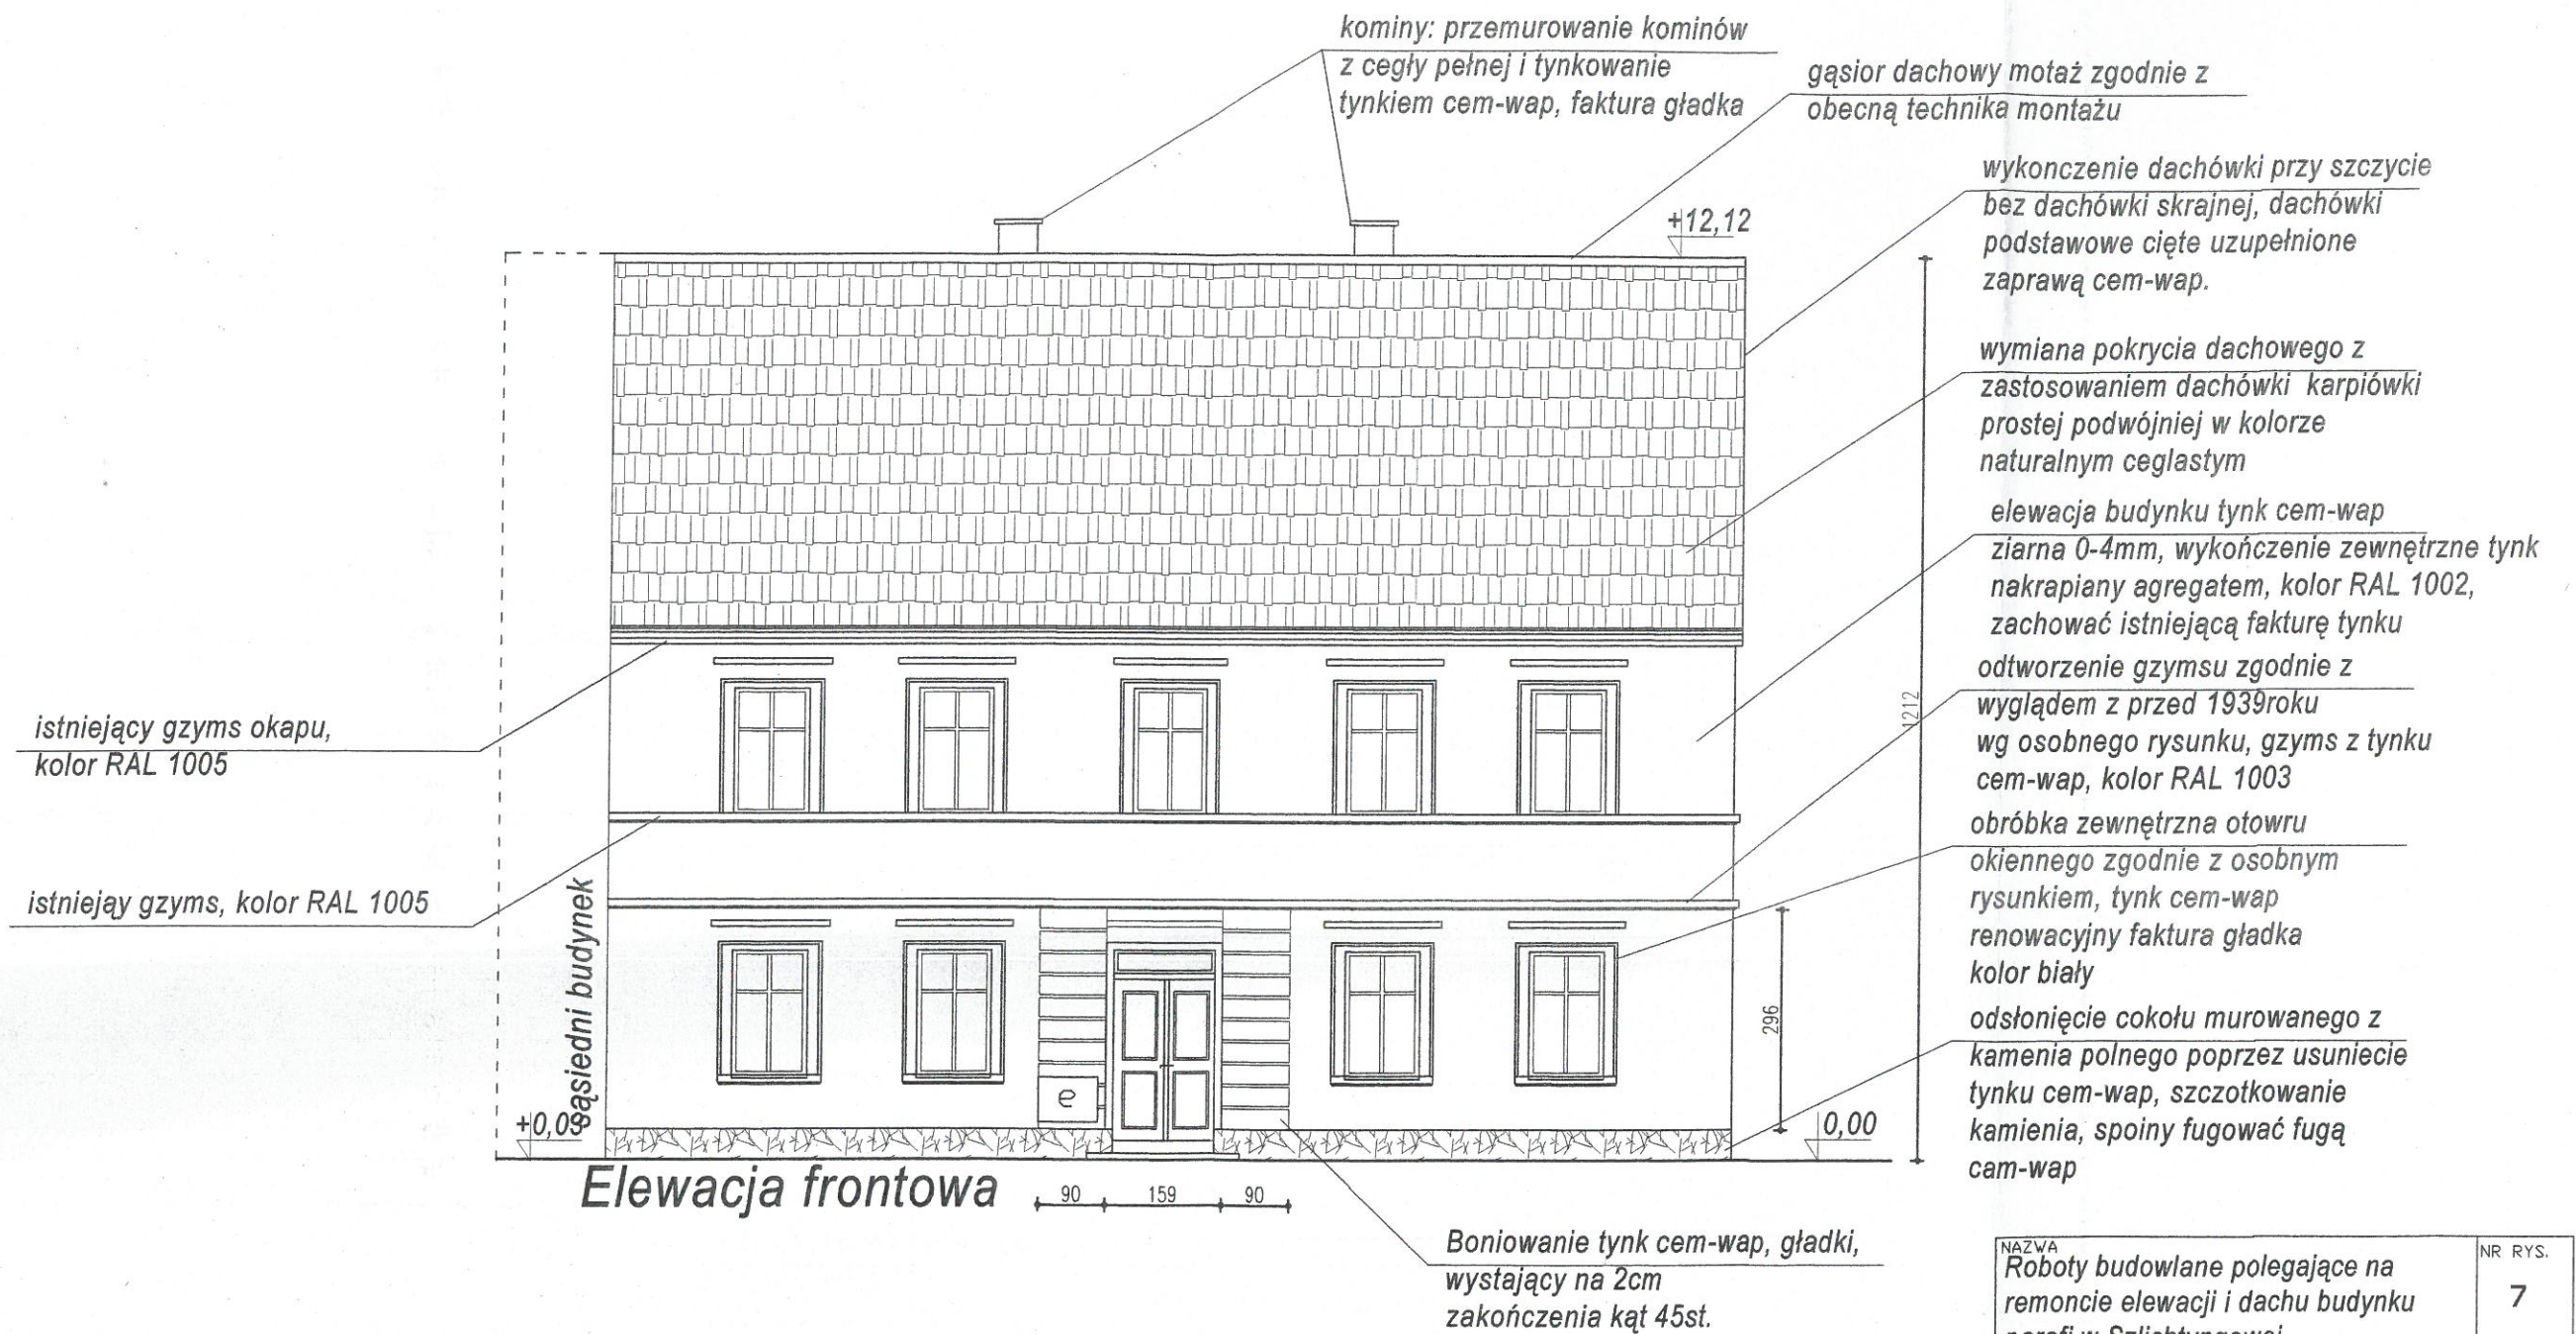 kominy: przemurowanie kominów
z cegły pełnej i tynkowanie
tynkiem cem-wap, faktura gładka
gąsior dachowy motaż zgodnie z
obecną technika montażu
wykonczenie dachówki przy szczycie
bez dachówki skrajnej, dachówki
podstawowe cięte uzupełnione
zaprawą cem-wap.
+12,12
wymiana pokrycia dachowego z
zastosowaniem dachówki karpiówki
prostej podwójniej w kolorze
naturalnym ceglastym
elewacja budynku tynk cem-wap
ziarna 0-4mm, wykończenie zewnętrzne tynk
nakrapiany agregatem, kolor RAL 1002,
zachować istniejącą fakturę tynku
odtworzenie gzymsu zgodnie z
wyglądem z przed 1939roku
wg osobnego rysunku, gzyms z tynku
cem-wap, kolor RAL 1003
1212
istniejący gzyms okapu,
kolor RAL 1005
istniejąy gzyms, kolor RAL 1005
obróbka zewnętrzna otowru
okiennego zgodnie z osobnym
rysunkiem, tynk cem-wap
renowacyjny faktura gładka
kolor biały
sąsiedni budynek
296
odsłonięcie cokołu murowanego z
kamenia polnego poprzez usuniecie
tynku cem-wap, szczotkowanie
kamienia, spoiny fugować fugą
cam-wap
e
+0,09
0,00
Elewacja frontowa
90 159 90
Boniowanie tynk cem-wap, gładki,
wystający na 2cm
zakończenia kąt 45st.
NAZWA
Roboty budowlane polegające na
remoncie elewacji i dachu budynku
parafi w Szlichtyngowej
NR RYS.
7